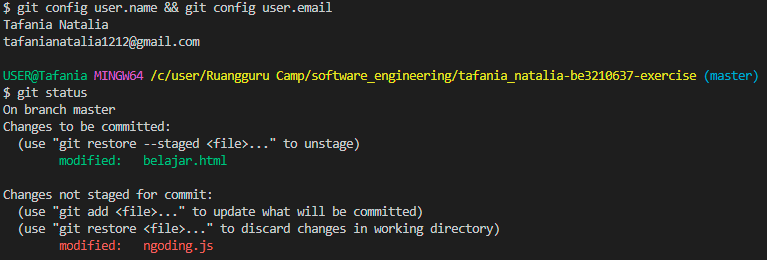 $ git config user.name && git config user.email
Tafania Natalia
tafanianatalia1212@gmail.com
USER@Tafania MINGW64 /c/user/Ruangguru Camp/software_engineering/tafania_natalia-be3210637-exercise (master)
$ git status
On branch master
Changes to be committed:
  (use "git restore --staged <file>..." to unstage)
        modified:   belajar.html
Changes not staged for commit:
  (use "git add <file>..." to update what will be committed)
  (use "git restore <file>..." to discard changes in working directory)
        modified:   ngoding.js